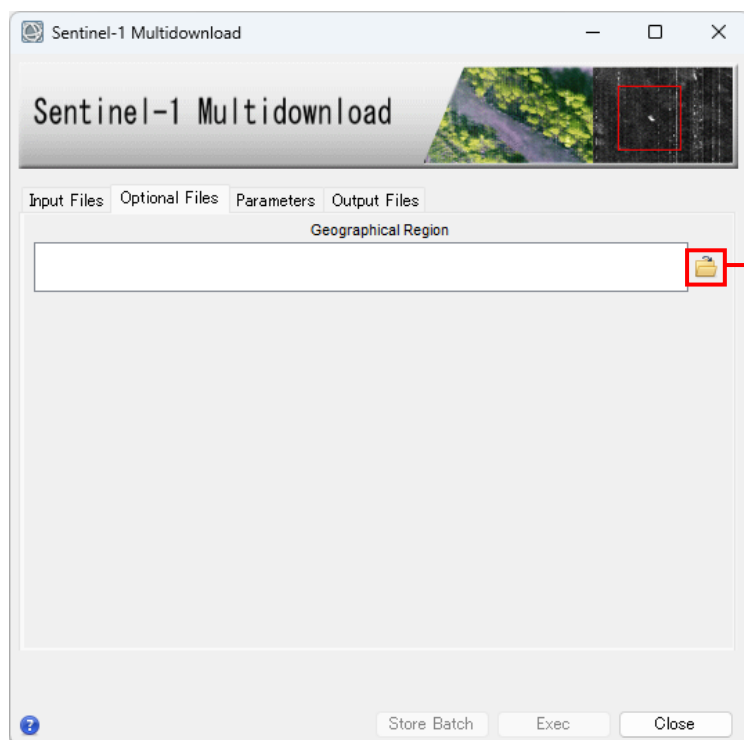 Sentinel-1 Multidownload
Sentinel-1 Multidownload
Input Files Optional Files Parameters Output Files
Geographical Region
Store Batch Exec Close